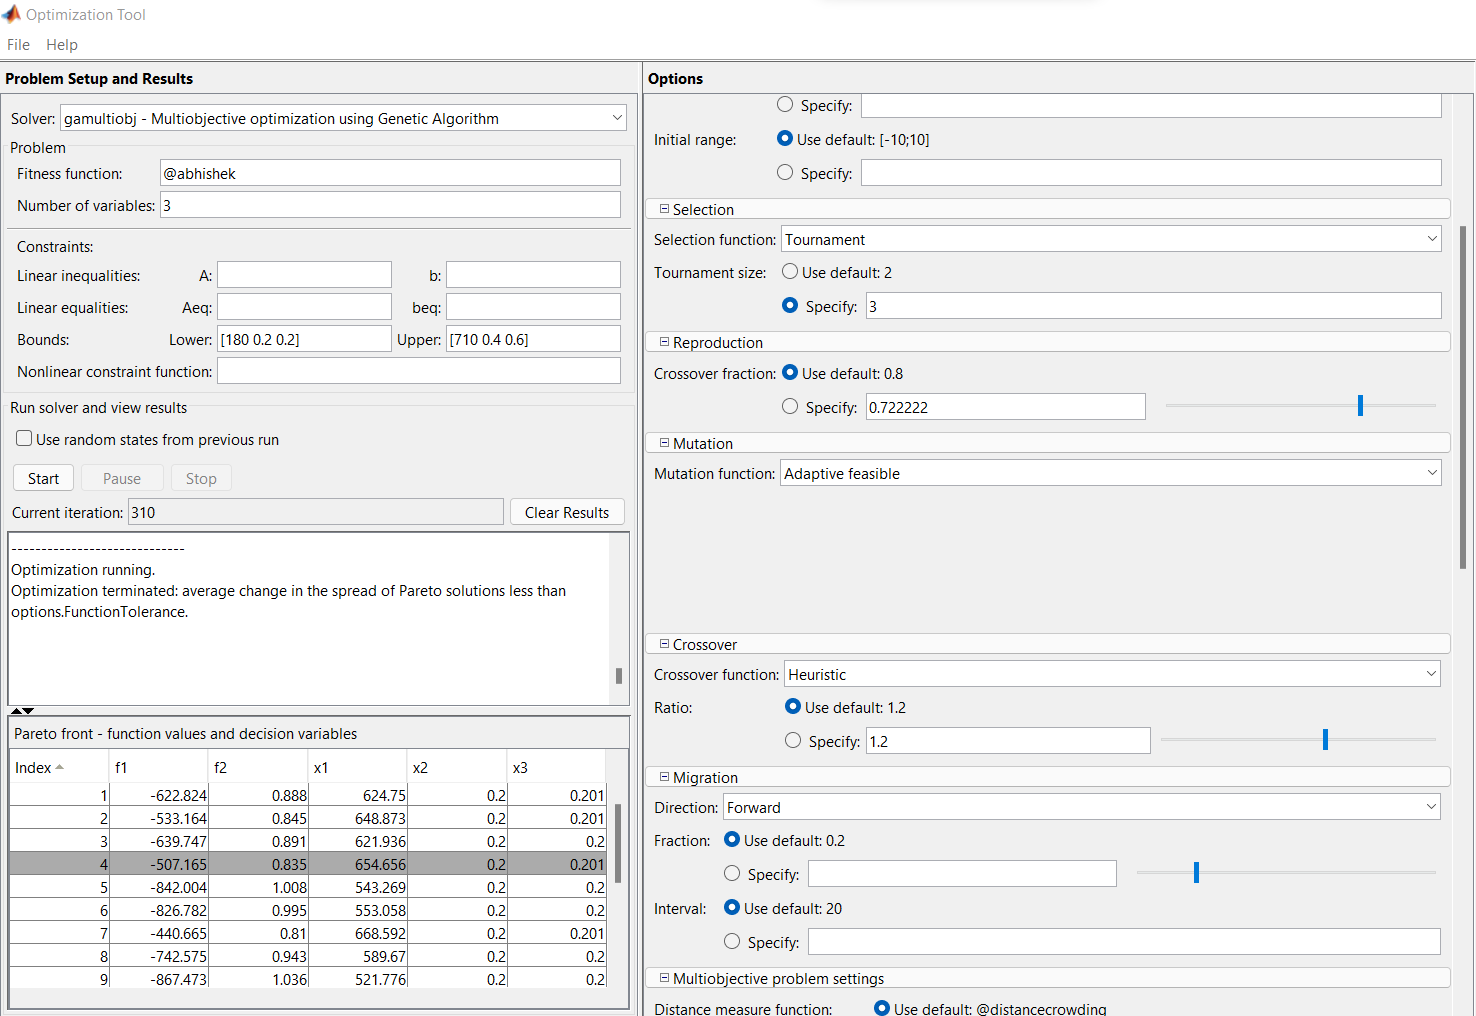 Optimization Tool
File Help
Problem Setup and Results
Solver: gamultiobj - Multiobjective optimization using Genetic Algorithm
Problem
Fitness function: @abhishek
Number of variables: 3
Constraints:
Linear inequalities: A: b:
Linear equalities: Aeq: beq:
Bounds: Lower: [180 0.2 0.2] Upper: [710 0.4 0.6]
Nonlinear constraint function:
Run solver and view results
Use random states from previous run
Start Pause Stop
Current iteration: 310 Clear Results
----------------------------
Optimization running.
Optimization terminated: average change in the spread of Pareto solutions less than
options.FunctionTolerance.
Pareto front - function values and decision variables
Index f1 f2 x1 x2 x3
1 -622.824 0.888 624.75 0.2 0.201
2 -533.164 0.845 648.873 0.2 0.201
3 -639.747 0.891 621.936 0.2 0.2
4 -507.165 0.835 654.656 0.2 0.201
5 -842.004 1.008 543.269 0.2 0.2
6 -826.782 0.995 553.058 0.2 0.2
7 -440.665 0.81 668.592 0.2 0.201
8 -742.575 0.943 589.67 0.2 0.2
9 -867.473 1.036 521.776 0.2 0.2
Options
Specify:
Initial range: Use default: [-10;10]
Specify:
Selection
Selection function: Tournament
Tournament size: Use default: 2
Specify: 3
Reproduction
Crossover fraction: Use default: 0.8
Specify: 0.722222
Mutation
Mutation function: Adaptive feasible
Crossover
Crossover function: Heuristic
Ratio: Use default: 1.2
Specify: 1.2
Migration
Direction: Forward
Fraction: Use default: 0.2
Specify:
Interval: Use default: 20
Specify:
Multiobjective problem settings
Distance measure function: Use default: @distancecrowding